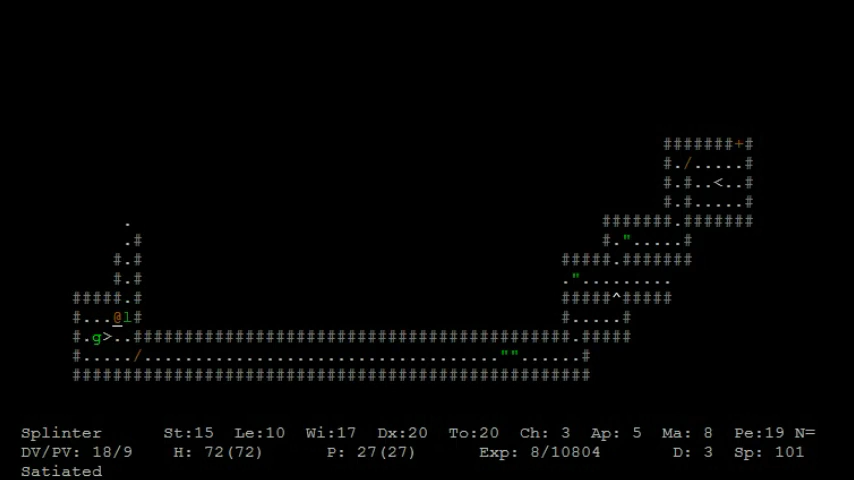 #######+#
#./.....#
#.#..<..#
#.#.....#
. #######.#######
.# #.".....#
#.# #####.#######
#.# .".........
#####.# #####^#####
#...@l# #.....#
#.g>..#############################################.#####
#...../......................................""......#
######################################################
Splinter St:15 Le:10 Wi:17 Dx:20 To:20 Ch: 3 Ap: 5 Ma: 8 Pe:19 N=
DV/PV: 18/9 H: 72(72) P: 27(27) Exp: 8/10804 D: 3 Sp: 101
Satiated